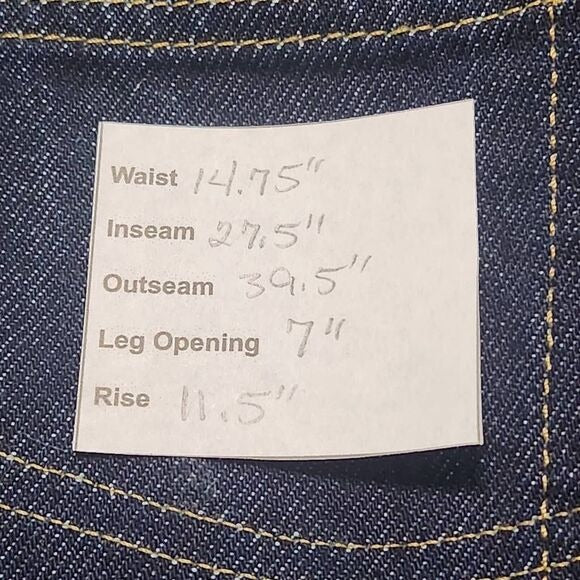 Waist 14.75"
Inseam 27.5"
Outseam 39.5"
Leg Opening 7"
Rise 11.5"